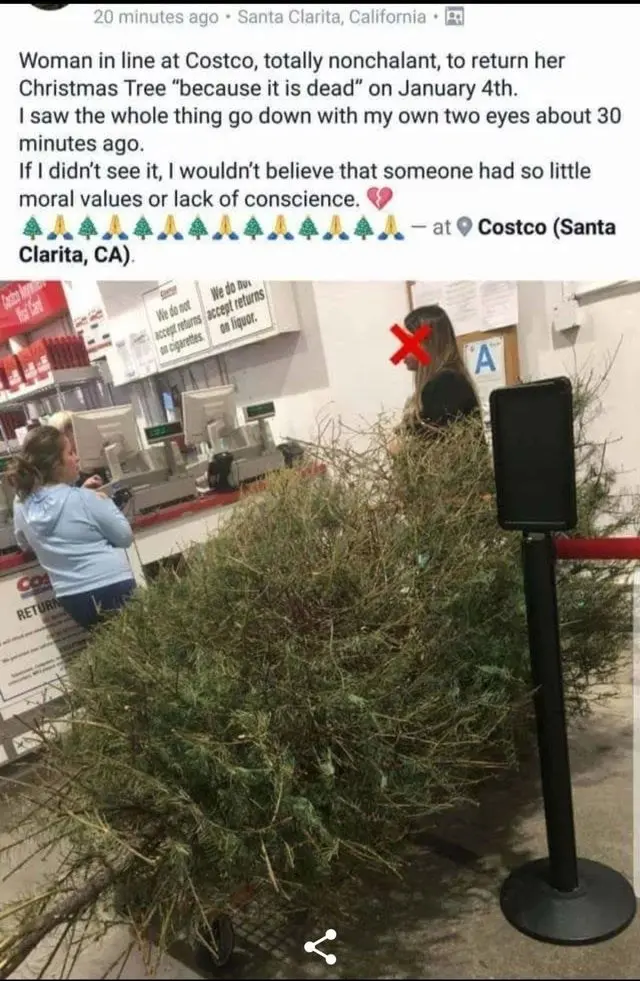 20 minutes ago · Santa Clarita, California ·
Woman in line at Costco, totally nonchalant, to return her
Christmas Tree “because it is dead” on January 4th.
I saw the whole thing go down with my own two eyes about 30
minutes ago.
If I didn’t see it, I wouldn’t believe that someone had so little
moral values or lack of conscience. 💔
🌲🙏🌲🙏🌲🙏🌲🙏🌲🙏🌲🙏🌲🙏 — at Costco (Santa
Clarita, CA).
We do not
accept returns
on cigarettes.
We do not
accept returns
on liquor.
A
RETURN